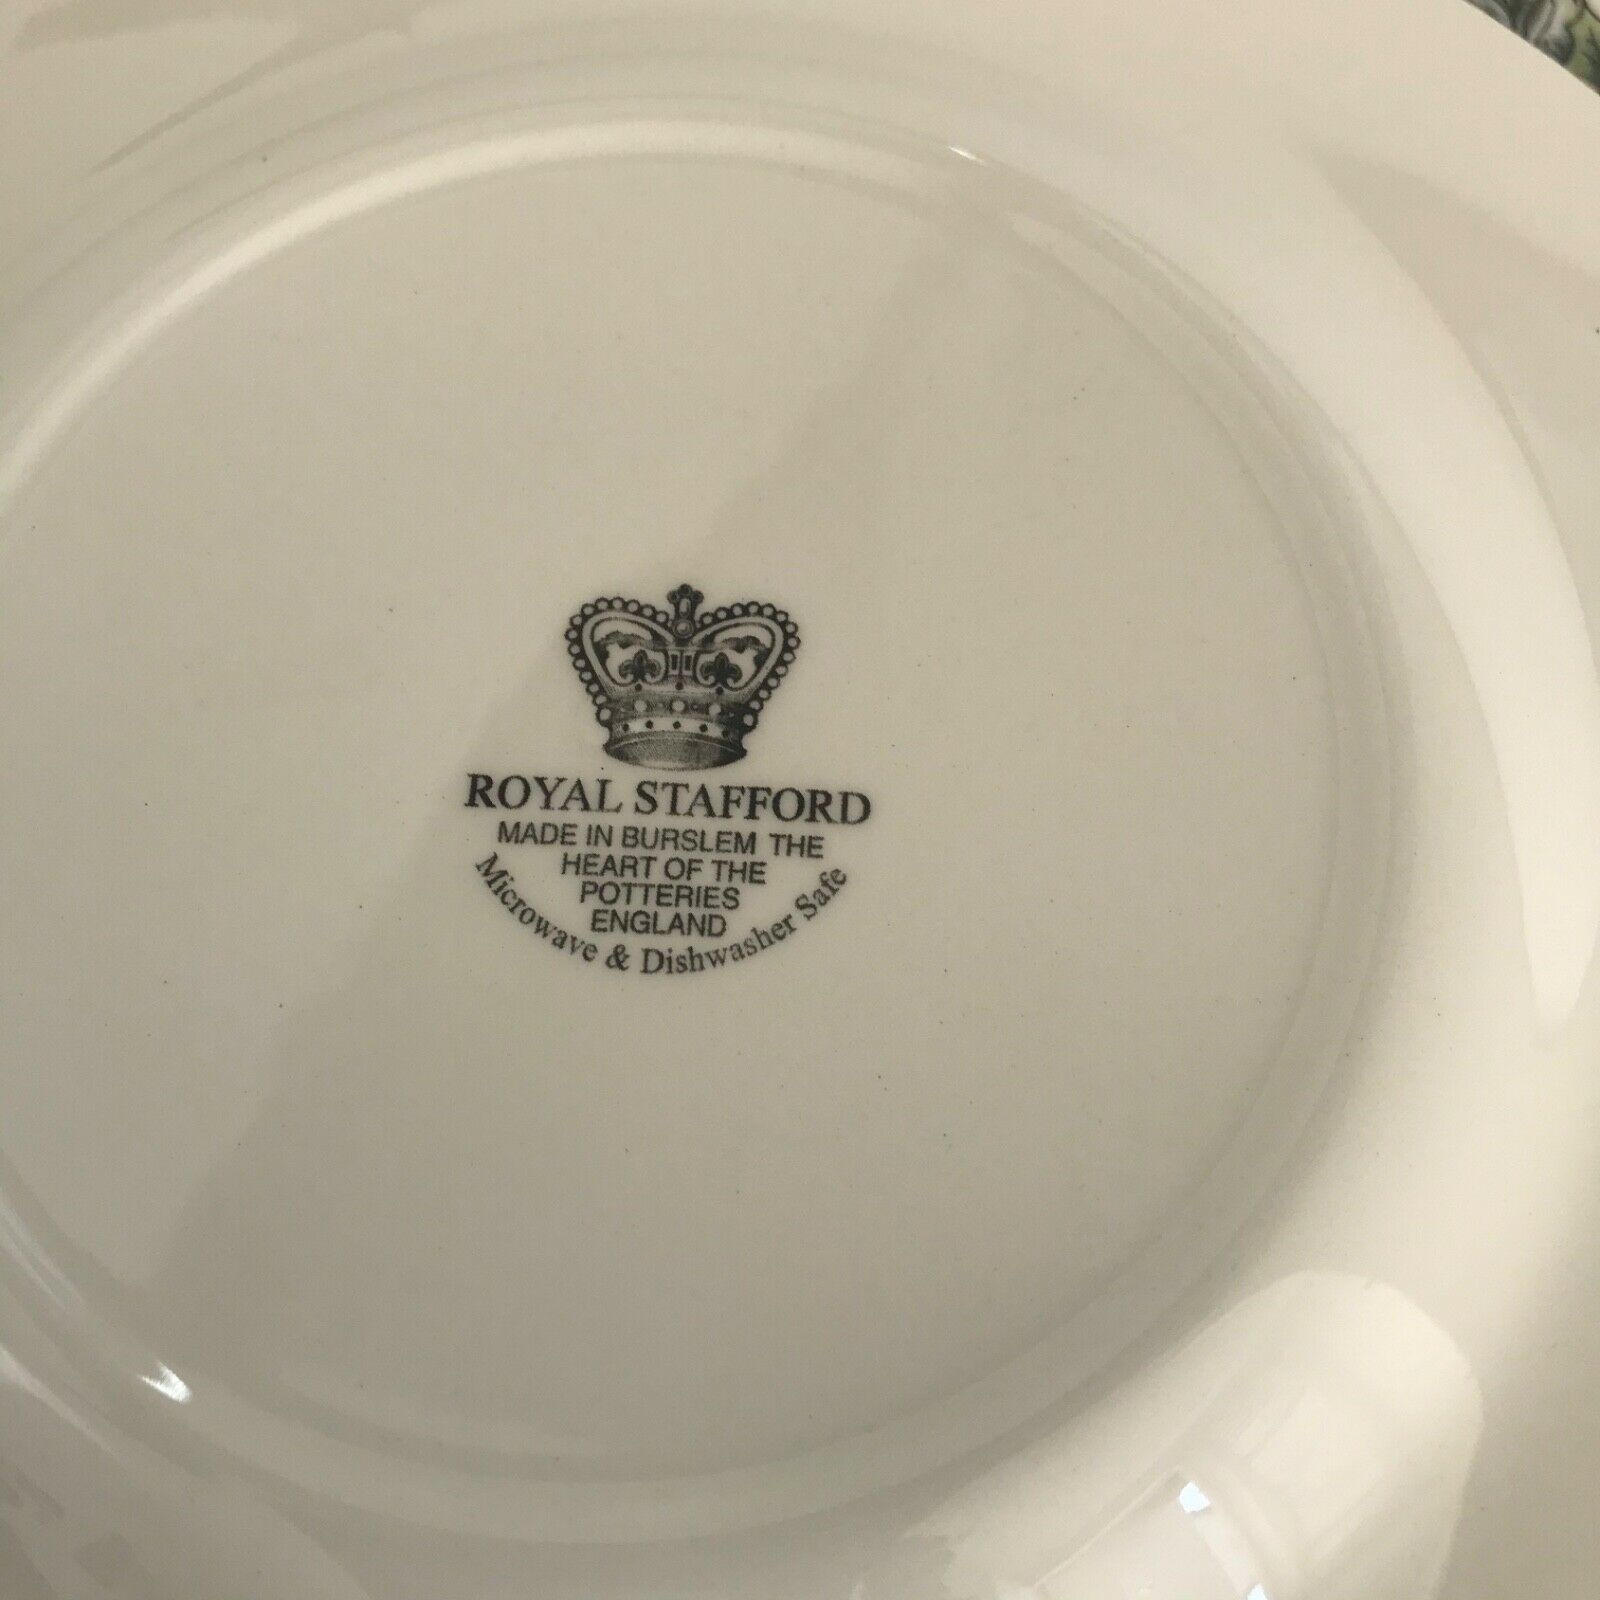 ROYAL STAFFORD
MADE IN BURSLEM THE
HEART OF THE
POTTERIES
ENGLAND
Microwave & Dishwasher Safe